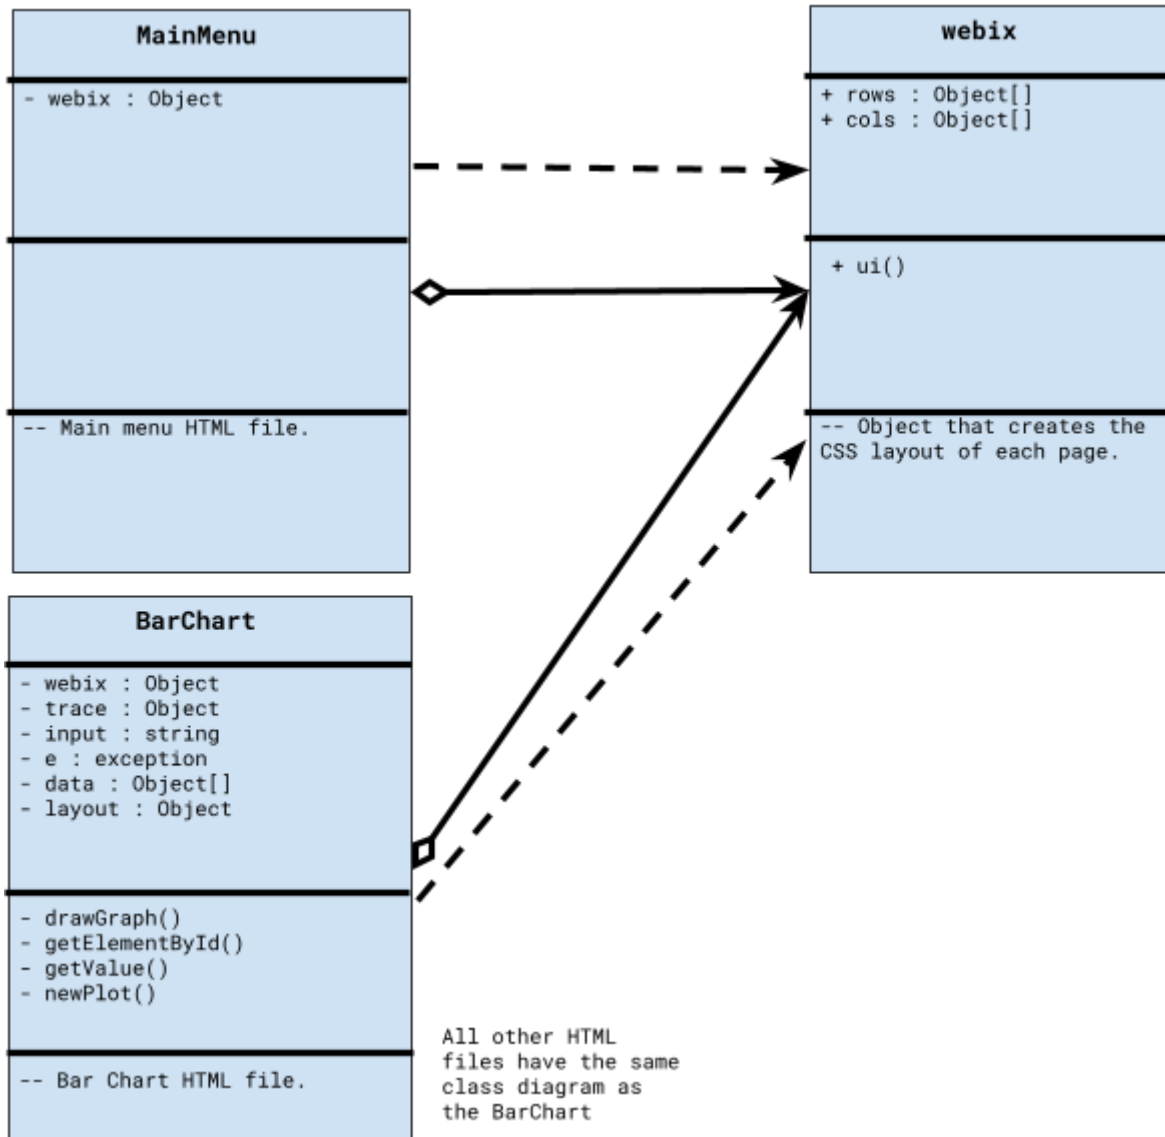 MainMenu
- webix : Object
-- Main menu HTML file.
webix
+ rows : Object[]
+ cols : Object[]
+ ui()
-- Object that creates the
CSS layout of each page.
BarChart
- webix : Object
- trace : Object
- input : string
- e : exception
- data : Object[]
- layout : Object
- drawGraph()
- getElementById()
- getValue()
- newPlot()
-- Bar Chart HTML file.
All other HTML
files have the same
class diagram as
the BarChart